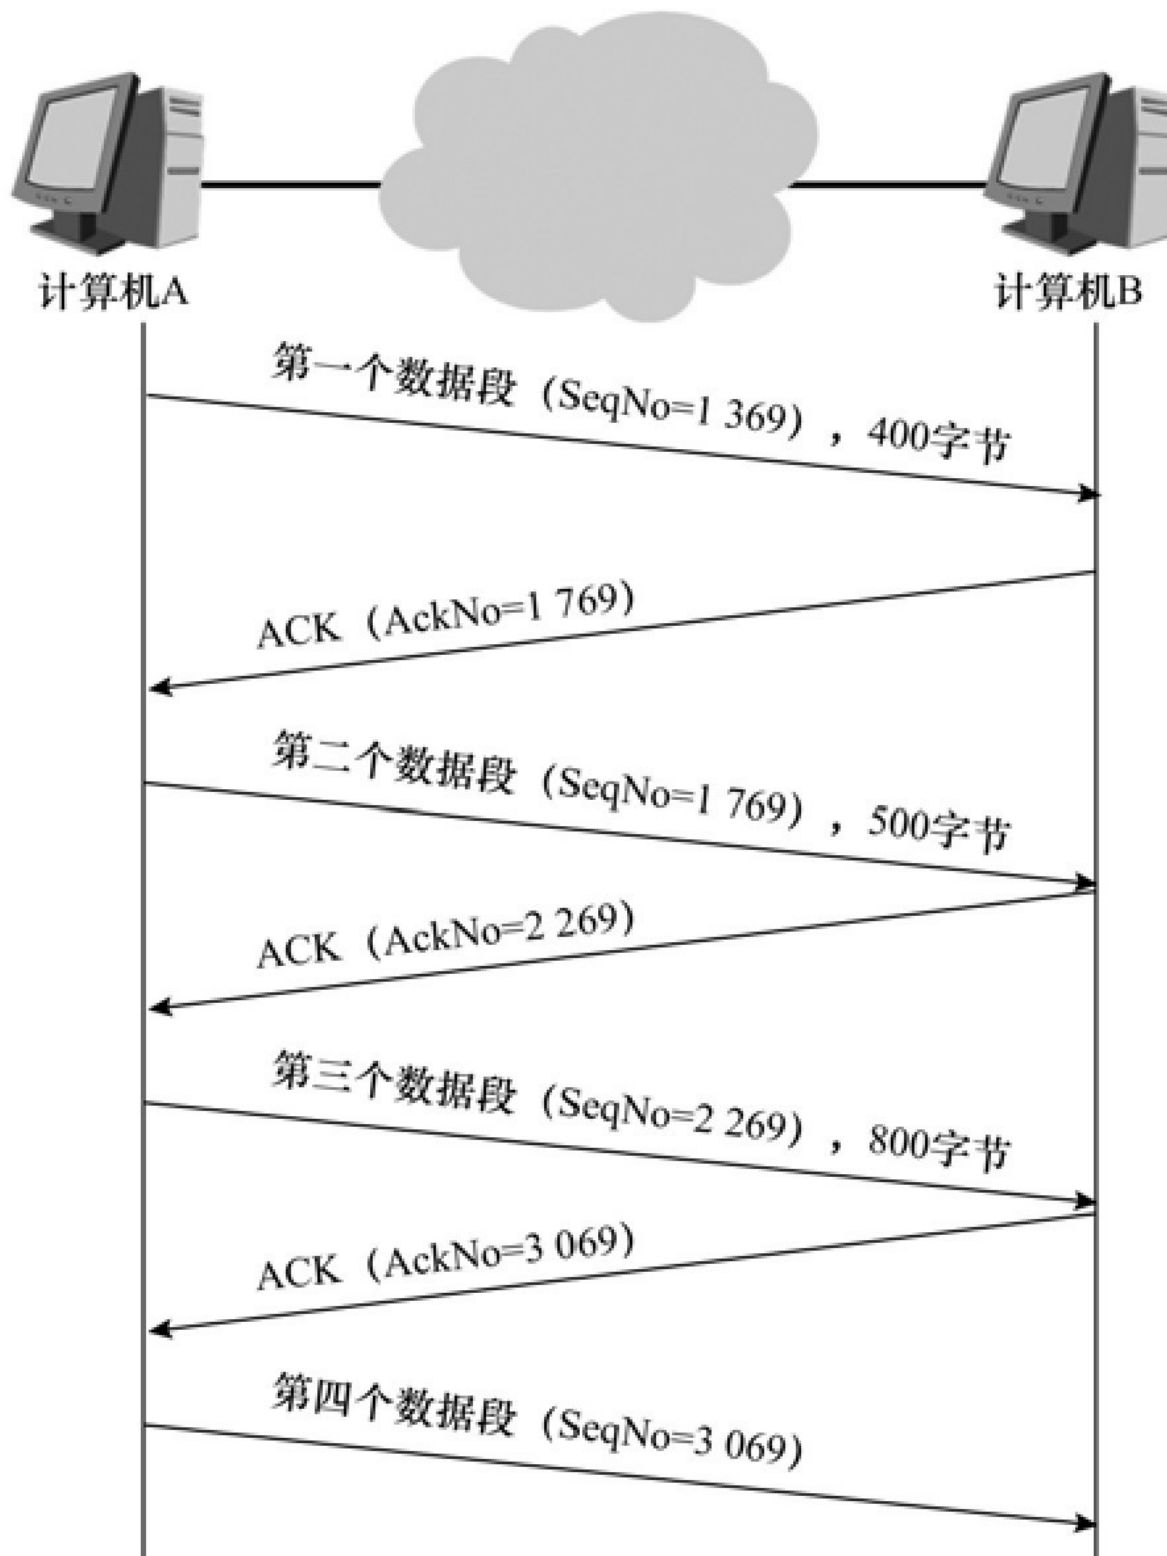 计算机A
计算机B
第一个数据段（SeqNo=1 369），400字节
ACK（AckNo=1 769）
第二个数据段（SeqNo=1 769），500字节
ACK（AckNo=2 269）
第三个数据段（SeqNo=2 269），800字节
ACK（AckNo=3 069）
第四个数据段（SeqNo=3 069）